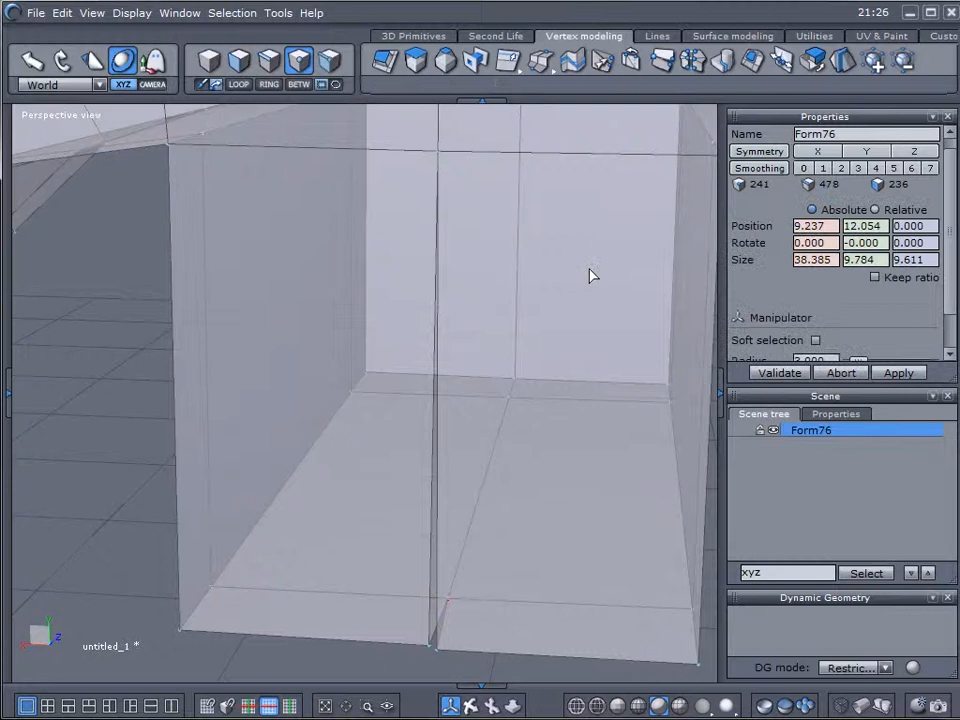 File Edit View Display Window Selection Tools Help 21:26
3D Primitives Second Life Vertex modeling Lines Surface modeling Utilities UV & Paint Custo
World XYZ CAMERA LOOP RING BETW
Perspective view
Properties
Name Form76
Symmetry X Y Z
Smoothing 0 1 2 3 4 5 6 7
241 478 236
Absolute Relative
Position 9.237 12.054 0.000
Rotate 0.000 -0.000 0.000
Size 38.385 9.784 9.611
Keep ratio
Manipulator
Soft selection
Radius 3.000
Validate Abort Apply
Scene
Scene tree Properties
Form76
xyz Select
Dynamic Geometry
DG mode: Restric...
Y
X Z
untitled_1 *